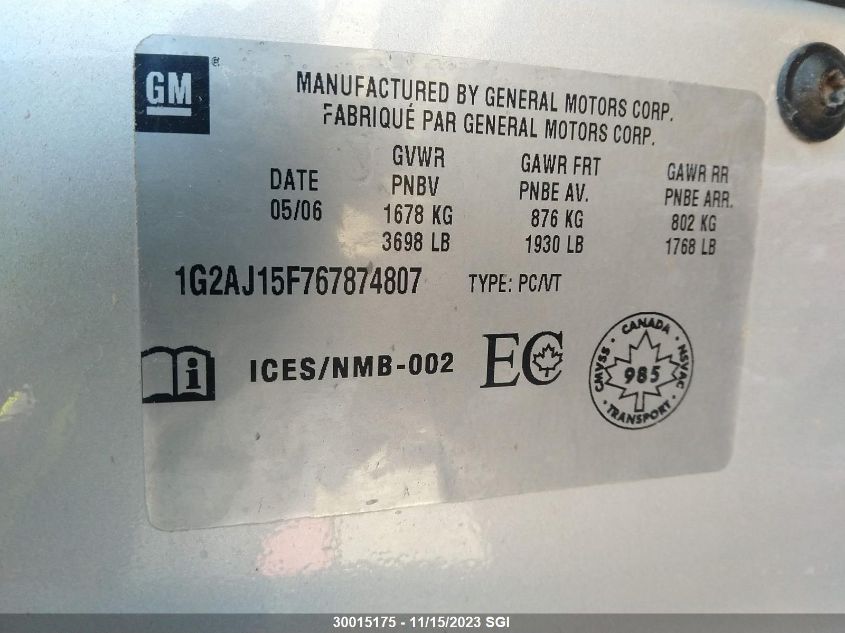 GM®
MANUFACTURED BY GENERAL MOTORS CORP.
FABRIQUÉ PAR GENERAL MOTORS CORP.
DATE
05/06
GVWR
PNBV
1678 KG
3698 LB
GAWR FRT
PNBE AV.
876 KG
1930 LB
GAWR RR
PNBE ARR.
802 KG
1768 LB
1G2AJ15F767874807 TYPE: PC/VT
i ICES/NMB-002 EC
CANADA
CMVSS 985 NSVAC
TRANSPORT
30015175 - 11/15/2023 SGI